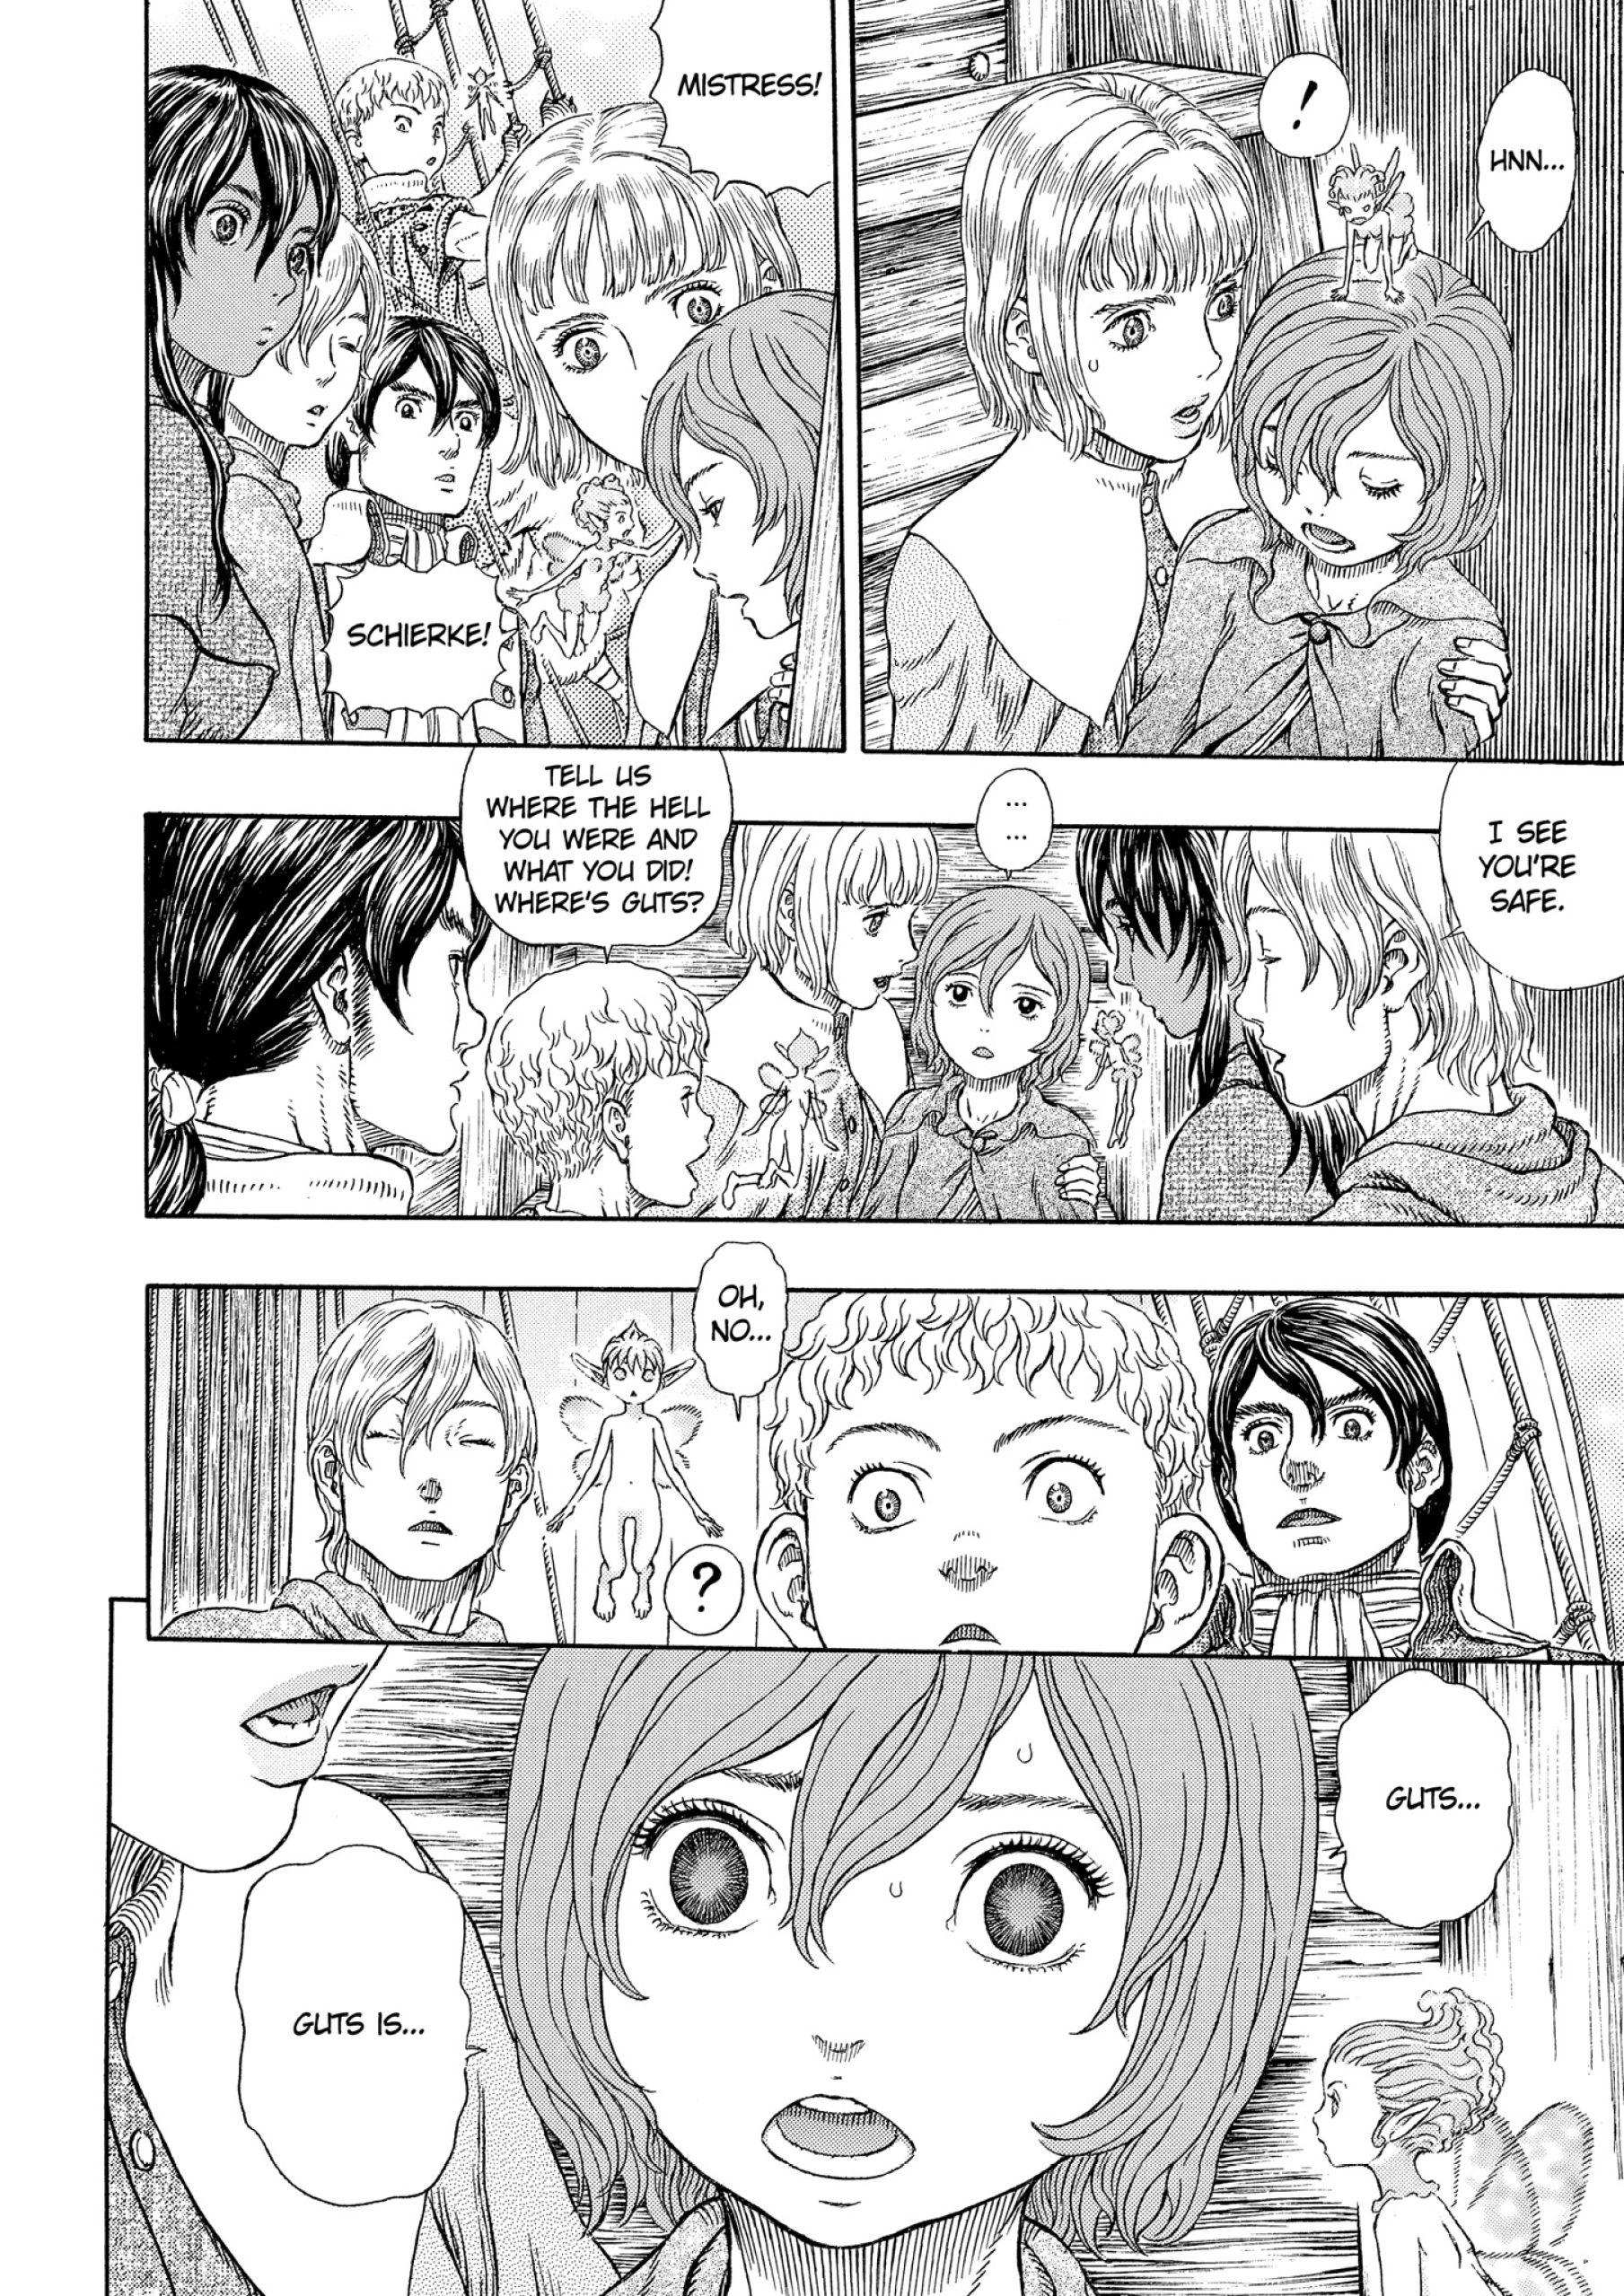 HNN...
!
MISTRESS!
SCHIERKE!
I SEE
YOU'RE
SAFE.
...
...
TELL US
WHERE THE HELL
YOU WERE AND
WHAT YOU DID!
WHERE'S GUTS?
OH,
NO...
?
GUTS...
GUTS IS...